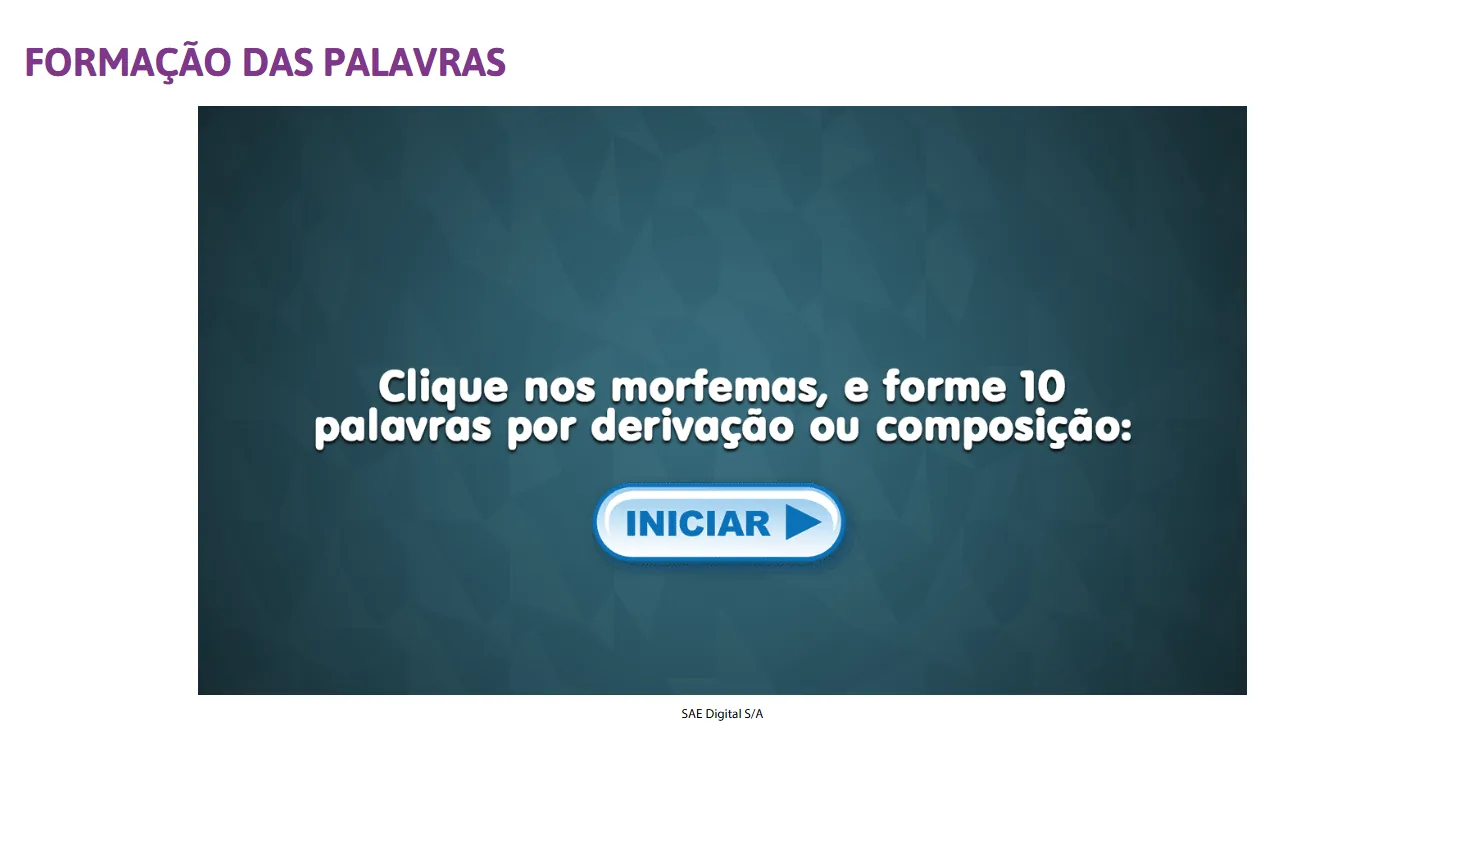 FORMAÇÃO DAS PALAVRAS
Clique nos morfemas, e forme 10
palavras por derivação ou composição:
INICIAR
SAE Digital S/A